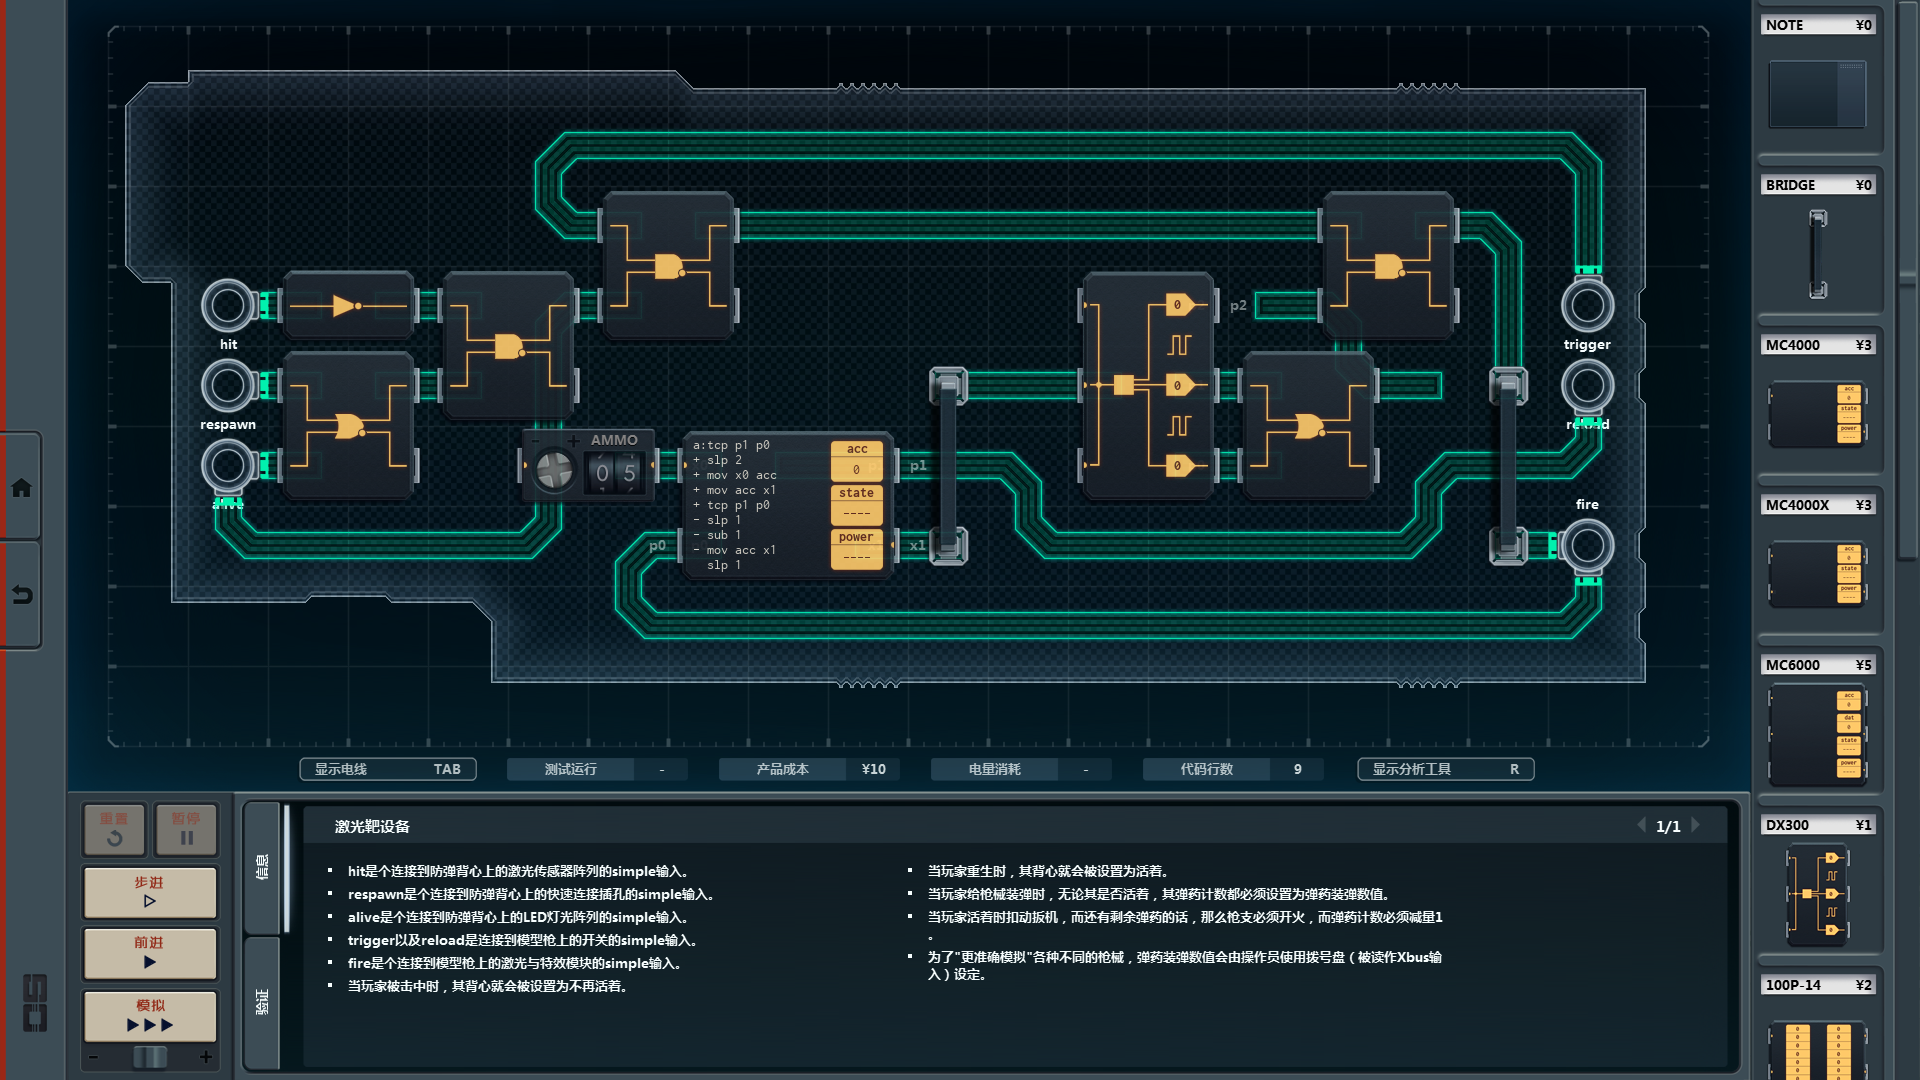 NOTE ¥0
BRIDGE ¥0
MC4000 ¥3
acc
0
state
----
power
----
MC4000X ¥3
acc
0
state
----
power
----
MC6000 ¥5
acc
0
dat
0
state
----
power
----
DX300 ¥1
0
0
0
100P-14 ¥2
hit
respawn
alive
AMMO
- +
05
a:tcp p1 p0
+ slp 2
+ mov x0 acc
+ mov acc x1
+ tcp p1 p0
- slp 1
- sub 1
- mov acc x1
slp 1
acc
0
state
----
power
----
p0
p1
x1
p2
0
0
0
trigger
reload
fire
显示电线 TAB
测试运行 -
产品成本 ¥10
电量消耗 -
代码行数 9
显示分析工具 R
重置
暂停
步进
前进
模拟
- +
信息
验证
激光靶设备
1/1
▪ hit是个连接到防弹背心上的激光传感器阵列的simple输入。
▪ respawn是个连接到防弹背心上的快速连接插孔的simple输入。
▪ alive是个连接到防弹背心上的LED灯光阵列的simple输入。
▪ trigger以及reload是连接到模型枪上的开关的simple输入。
▪ fire是个连接到模型枪上的激光与特效模块的simple输入。
▪ 当玩家被击中时，其背心就会被设置为不再活着。
▪ 当玩家重生时，其背心就会被设置为活着。
▪ 当玩家给枪械装弹时，无论其是否活着，其弹药计数都必须设置为弹药装弹数值。
▪ 当玩家活着时扣动扳机，而还有剩余弹药的话，那么枪支必须开火，而弹药计数必须减量1
。
▪ 为了"更准确模拟"各种不同的枪械，弹药装弹数值会由操作员使用拨号盘（被读作Xbus输
入）设定。